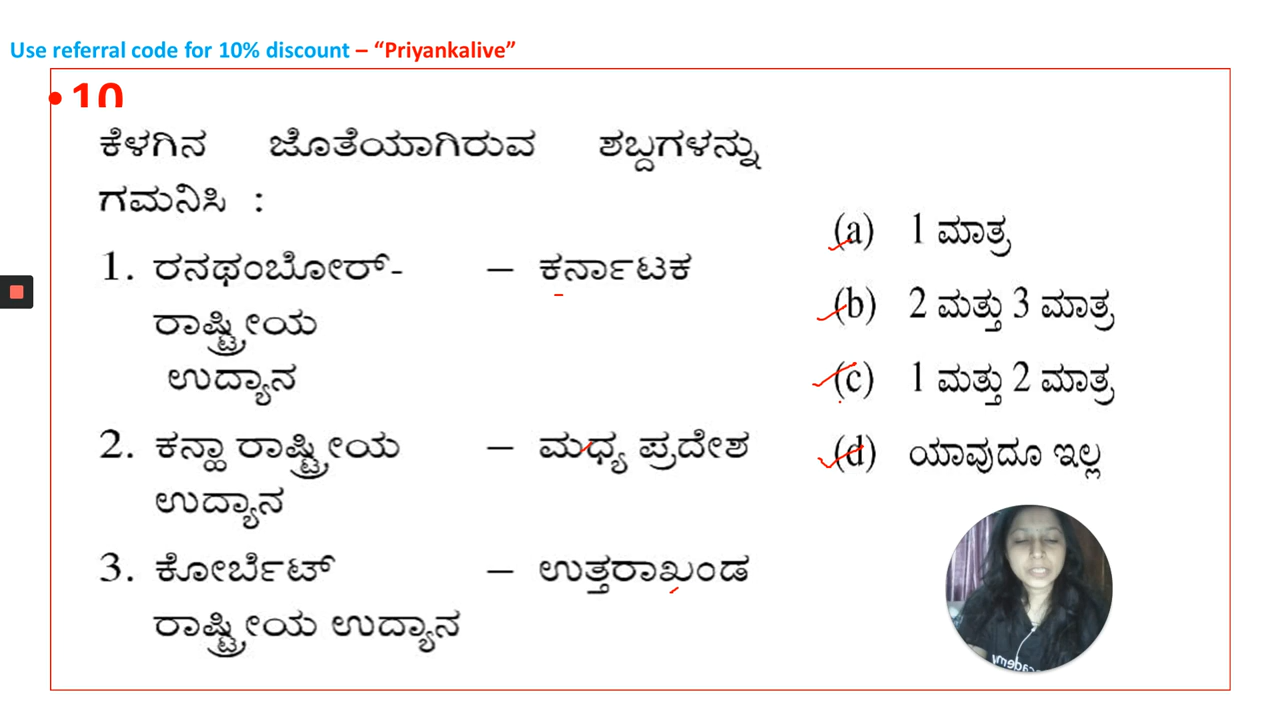 Use referral code for 10% discount – “Priyankalive”
• 10
ಕೆಳಗಿನ ಜೊತೆಯಾಗಿರುವ ಶಬ್ದಗಳನ್ನು
ಗಮನಿಸಿ :
1. ರನಥಂಬೋರ್- – ಕರ್ನಾಟಕ
ರಾಷ್ಟ್ರೀಯ
ಉದ್ಯಾನ
2. ಕನ್ಹಾ ರಾಷ್ಟ್ರೀಯ – ಮಧ್ಯ ಪ್ರದೇಶ
ಉದ್ಯಾನ
3. ಕೋರ್ಬೆಟ್ – ಉತ್ತರಾಖಂಡ
ರಾಷ್ಟ್ರೀಯ ಉದ್ಯಾನ
(a) 1 ಮಾತ್ರ
(b) 2 ಮತ್ತು 3 ಮಾತ್ರ
(c) 1 ಮತ್ತು 2 ಮಾತ್ರ
(d) ಯಾವುದೂ ಇಲ್ಲ